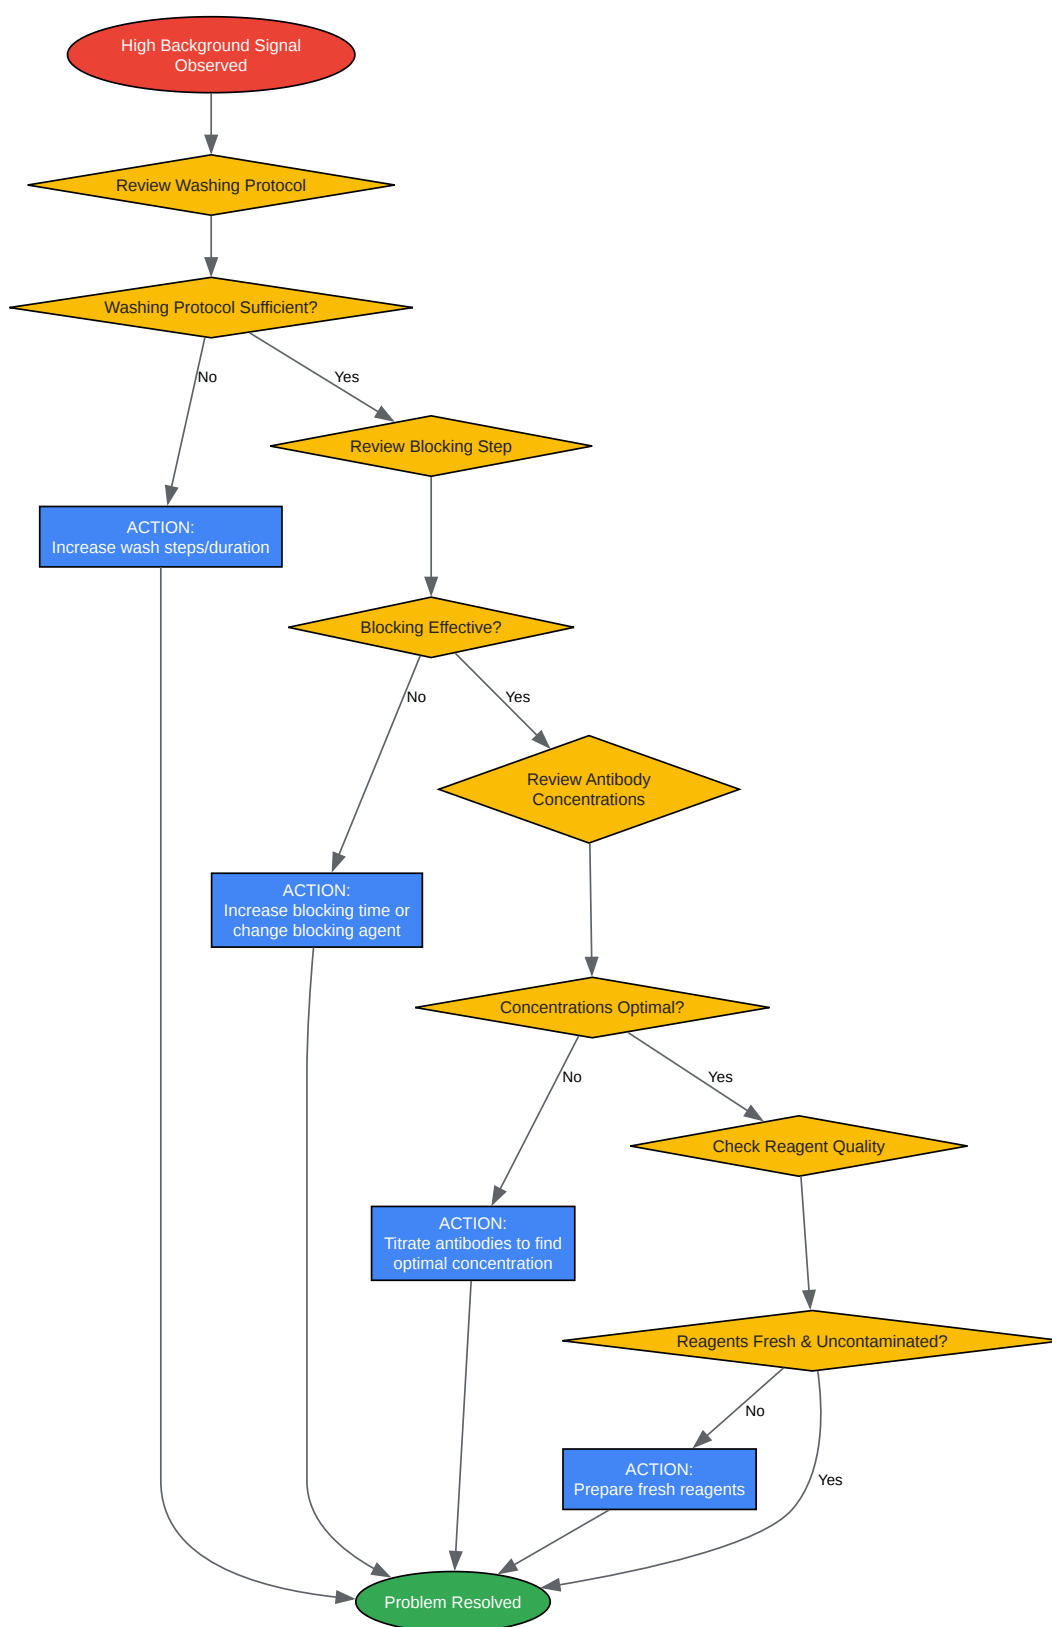 High Background Signal
Observed
Review Washing Protocol
Washing Protocol Sufficient?
No
Yes
Review Blocking Step
ACTION:
Increase wash steps/duration
Blocking Effective?
No
Yes
Review Antibody
Concentrations
ACTION:
Increase blocking time or
change blocking agent
Concentrations Optimal?
No
Yes
Check Reagent Quality
ACTION:
Titrate antibodies to find
optimal concentration
Reagents Fresh & Uncontaminated?
No
ACTION:
Prepare fresh reagents
Yes
Problem Resolved